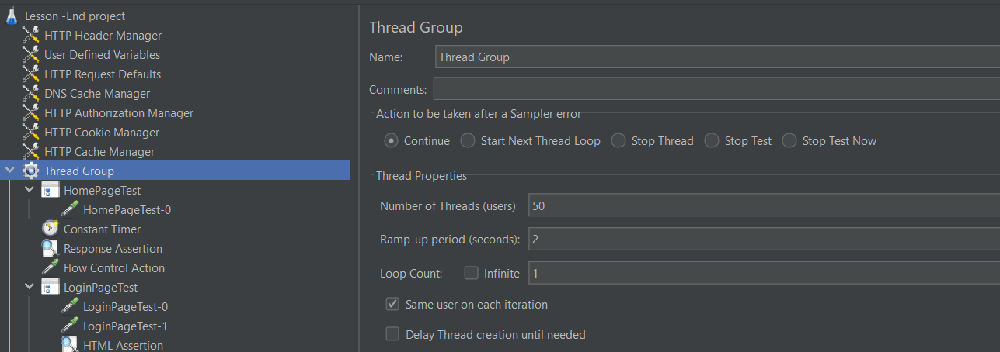 Lesson -End project
HTTP Header Manager
User Defined Variables
HTTP Request Defaults
DNS Cache Manager
HTTP Authorization Manager
HTTP Cookie Manager
HTTP Cache Manager
Thread Group
HomePageTest
HomePageTest-0
Constant Timer
Response Assertion
Flow Control Action
LoginPageTest
LoginPageTest-0
LoginPageTest-1
HTML Assertion
Thread Group
Name: Thread Group
Comments:
Action to be taken after a Sampler error
Continue Start Next Thread Loop Stop Thread Stop Test Stop Test Now
Thread Properties
Number of Threads (users): 50
Ramp-up period (seconds): 2
Loop Count: Infinite 1
Same user on each iteration
Delay Thread creation until needed